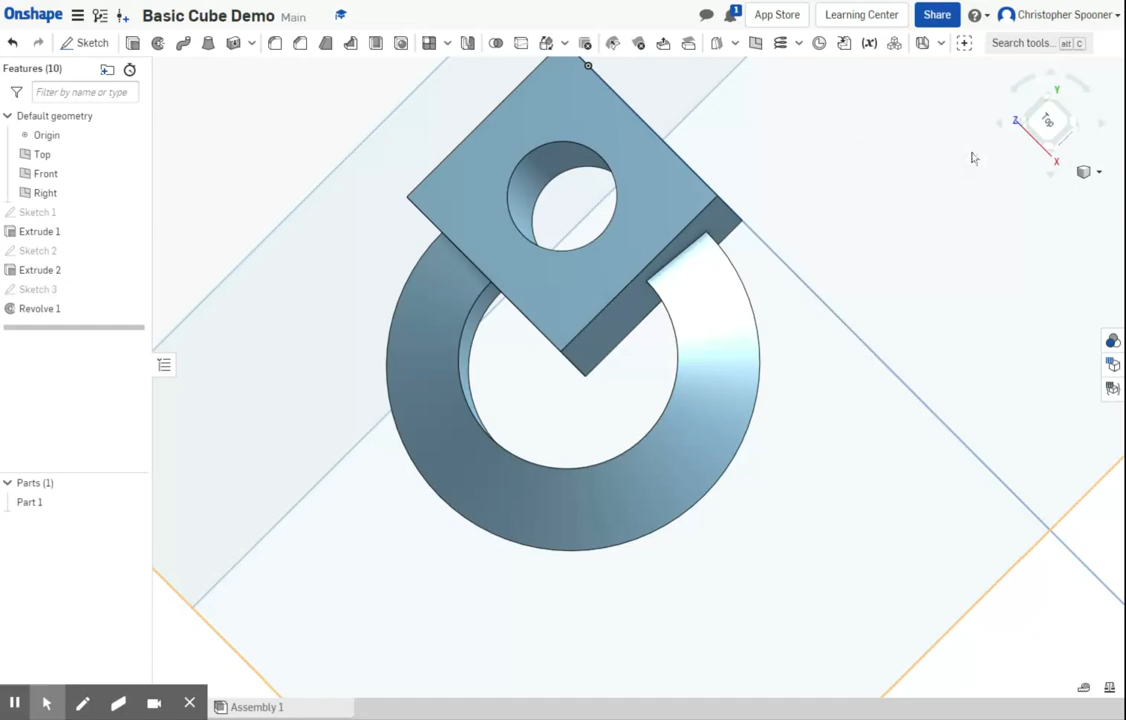 Onshape Basic Cube Demo Main 1 App Store Learning Center Share Christopher Spooner
Sketch (x) Search tools... alt C
Features (10)
Filter by name or type
Default geometry
Origin
Top
Front
Right
Sketch 1
Extrude 1
Sketch 2
Extrude 2
Sketch 3
Revolve 1
Y
Z
Top
X
Parts (1)
Part 1
Assembly 1